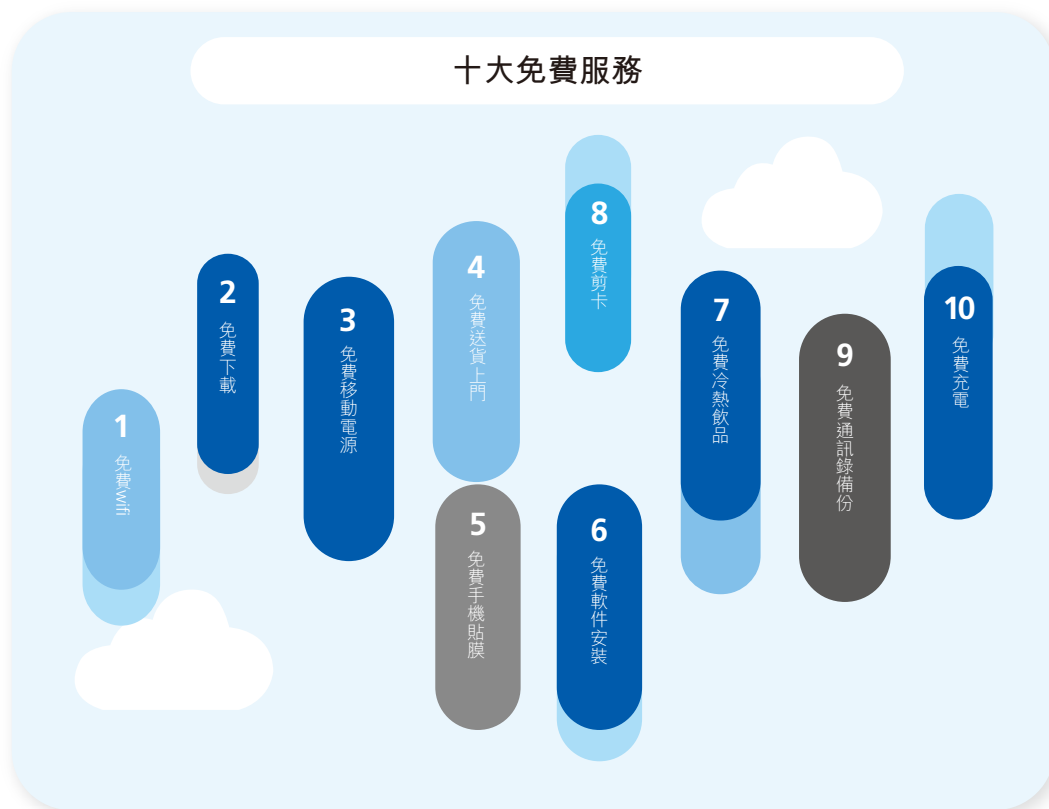 十大免費服務
1
免費wifi
2
免費下載
3
免費移動電源
4
免費送貨上門
5
免費手機貼膜
6
免費軟件安裝
7
免費冷熱飲品
8
免費剪卡
9
免費通訊錄備份
10
免費充電